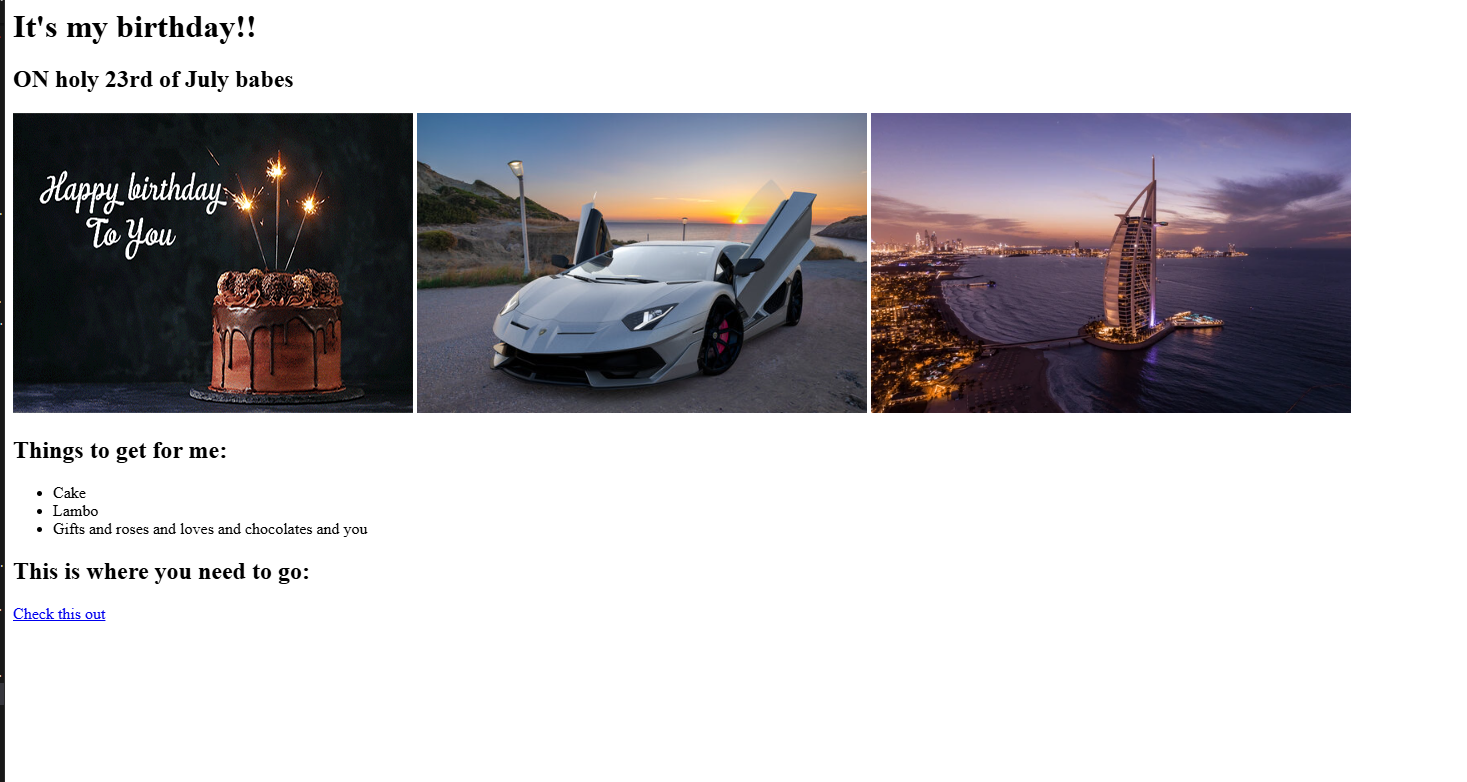 It's my birthday!!
ON holy 23rd of July babes
Happy birthday
To You
Things to get for me:
Cake
Lambo
Gifts and roses and loves and chocolates and you
This is where you need to go:
Check this out